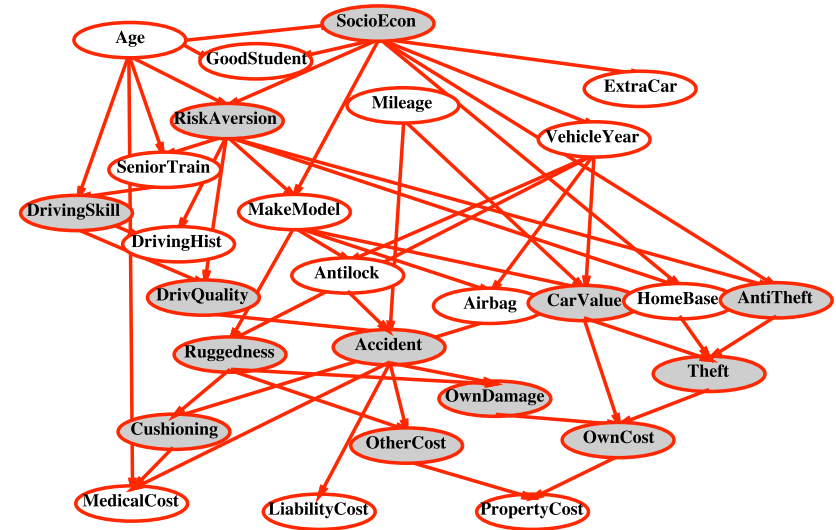 SocioEcon
Age
GoodStudent
ExtraCar
Mileage
RiskAversion
VehicleYear
SeniorTrain
DrivingSkill
MakeModel
DrivingHist
Antilock
DrivQuality
Airbag
CarValue
HomeBase
AntiTheft
Ruggedness
Accident
Theft
OwnDamage
Cushioning
OtherCost
OwnCost
MedicalCost
LiabilityCost
PropertyCost